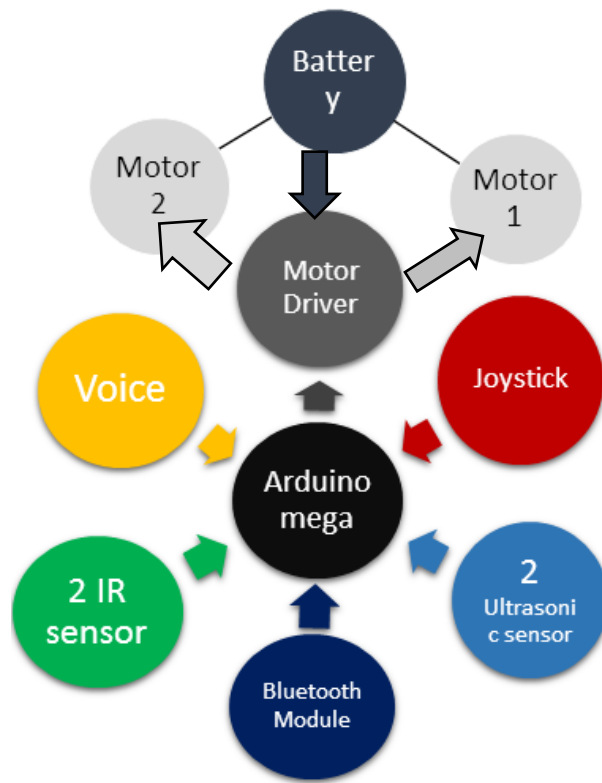 Batter
y
Motor
2
Motor
1
Motor
Driver
Voice
Joystick
Arduino
mega
2 IR
sensor
2
Ultrasoni
c sensor
Bluetooth
Module